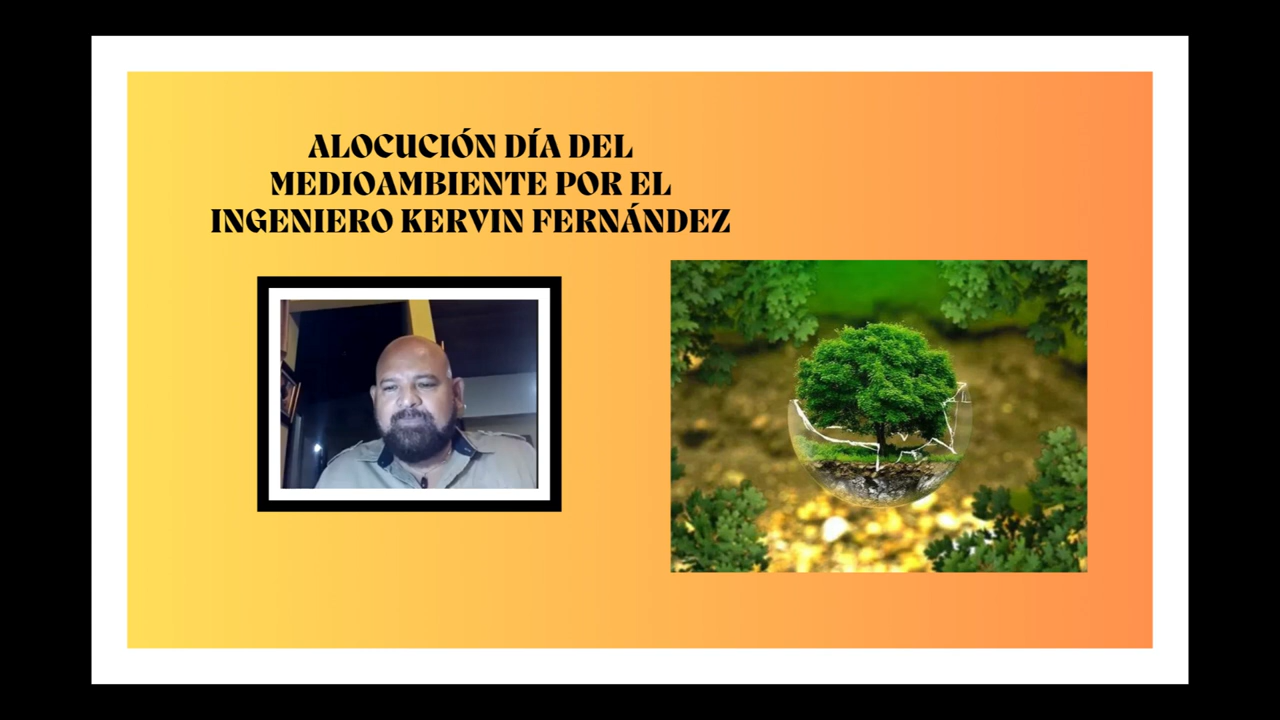 ALOCUCIÓN DÍA DEL
MEDIOAMBIENTE POR EL
INGENIERO KERVIN FERNÁNDEZ